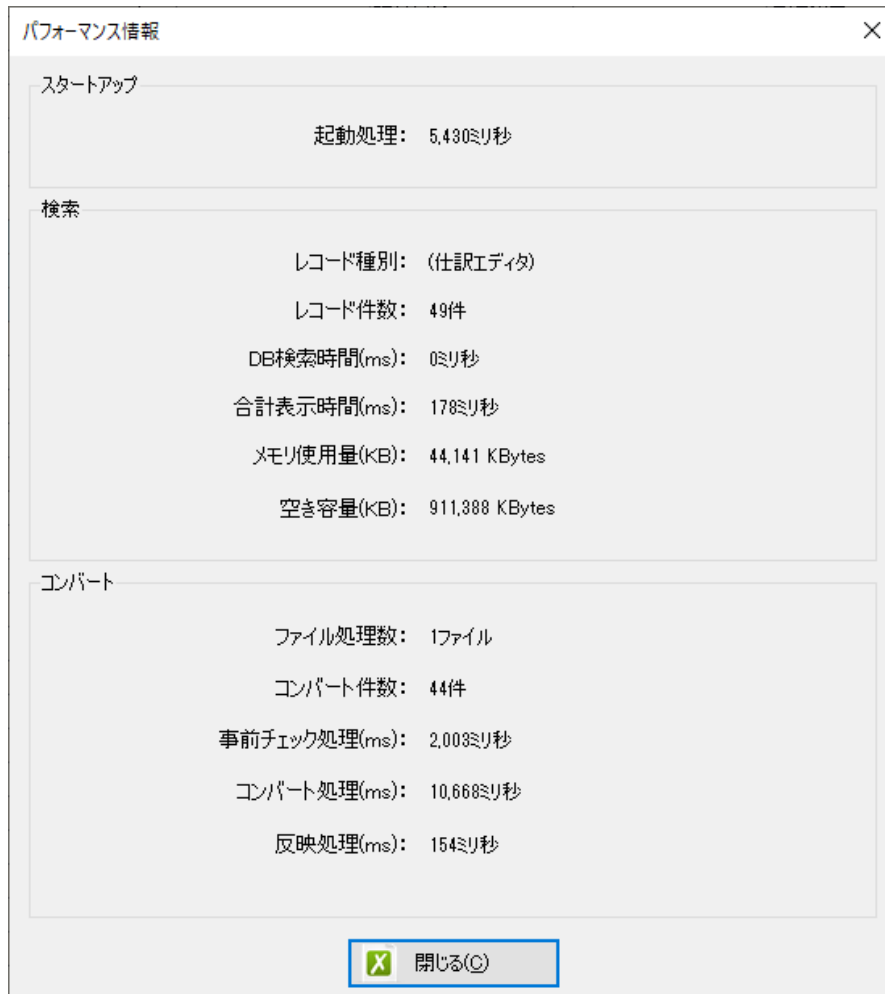 パフォーマンス情報
スタートアップ
起動処理： 5,430ミリ秒
検索
レコード種別： (仕訳エディタ)
レコード件数： 49件
DB検索時間(ms)： 0ミリ秒
合計表示時間(ms)： 178ミリ秒
メモリ使用量(KB)： 44,141 KBytes
空き容量(KB)： 911,388 KBytes
コンバート
ファイル処理数： 1ファイル
コンバート件数： 44件
事前チェック処理(ms)： 2,003ミリ秒
コンバート処理(ms)： 10,668ミリ秒
反映処理(ms)： 154ミリ秒
閉じる(C)